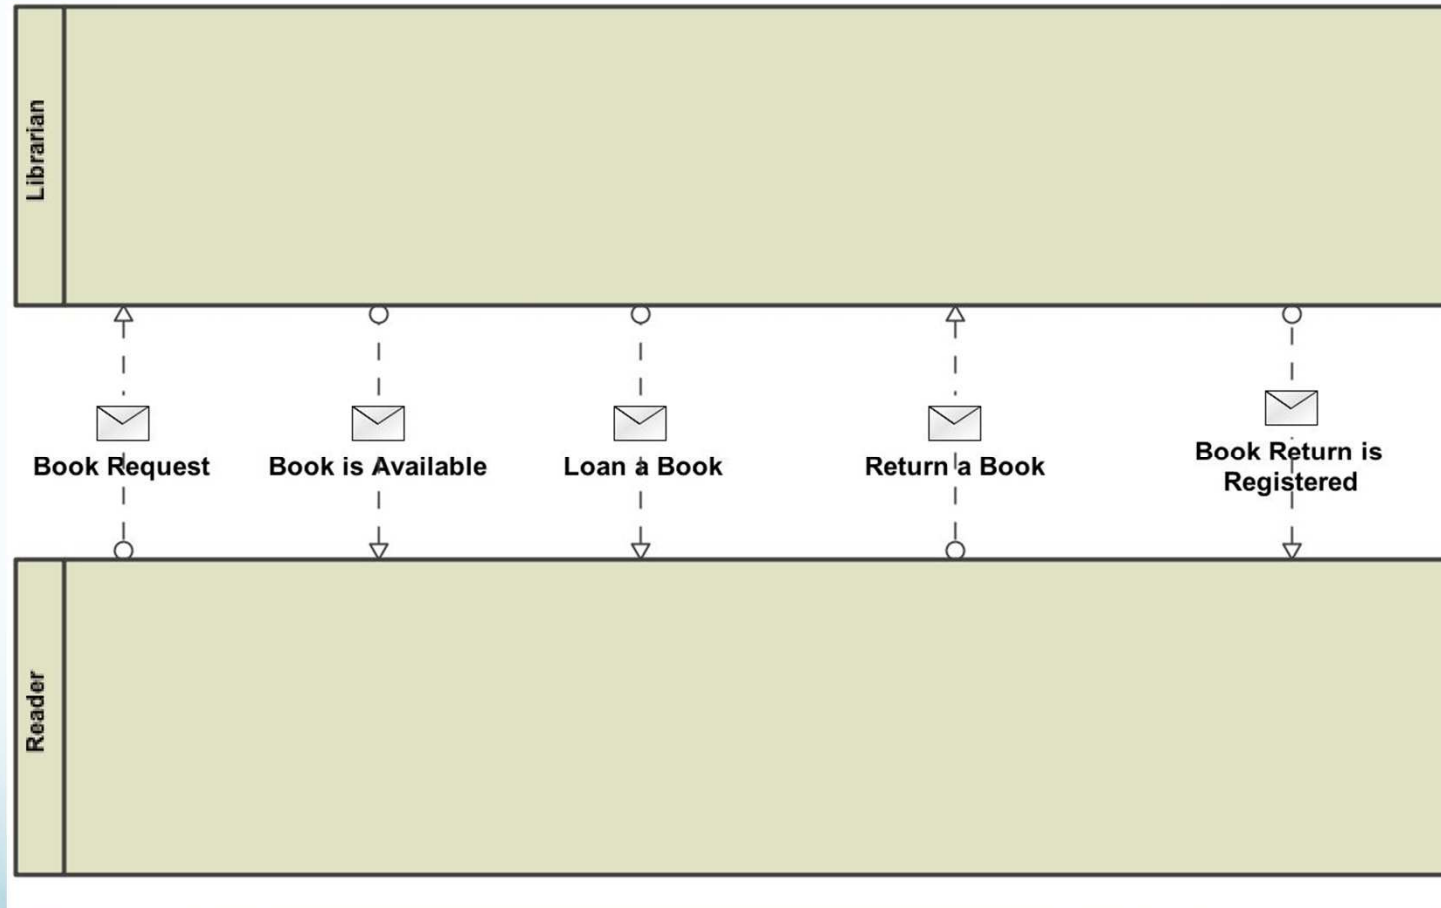 Librarian
Book Request
Book is Available
Loan a Book
Return a Book
Book Return is
Registered
Reader